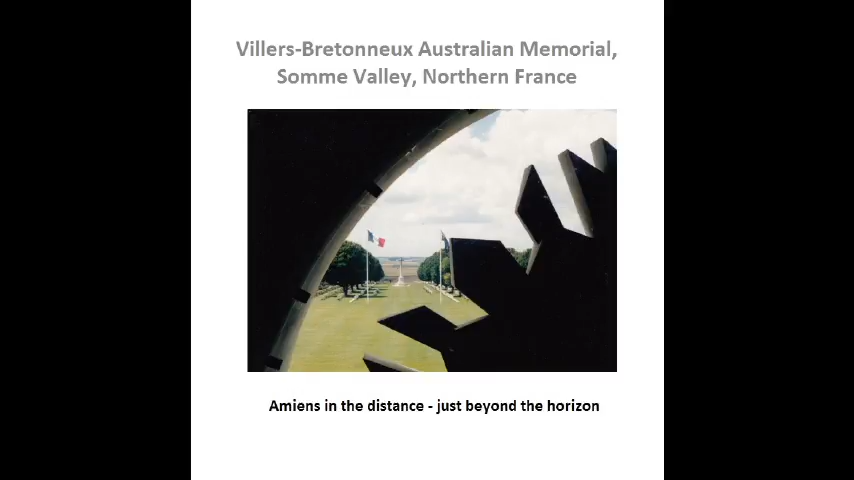 Villers-Bretonneux Australian Memorial,
Somme Valley, Northern France
Amiens in the distance - just beyond the horizon